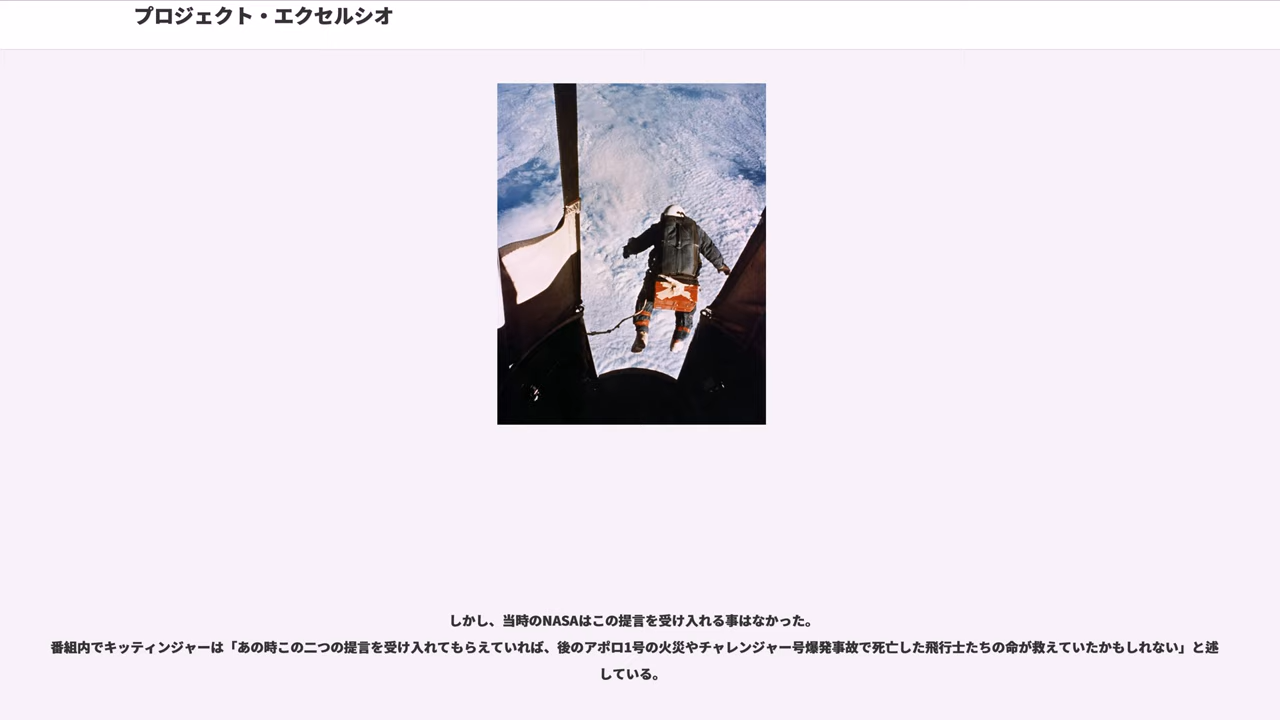 プロジェクト・エクセルシオ
しかし、当時のNASAはこの提言を受け入れる事はなかった。
番組内でキッティンジャーは「あの時この二つの提言を受け入れてもらえていれば、後のアポロ1号の火災やチャレンジャー号爆発事故で死亡した飛行士たちの命が救えていたかもしれない」と述
している。